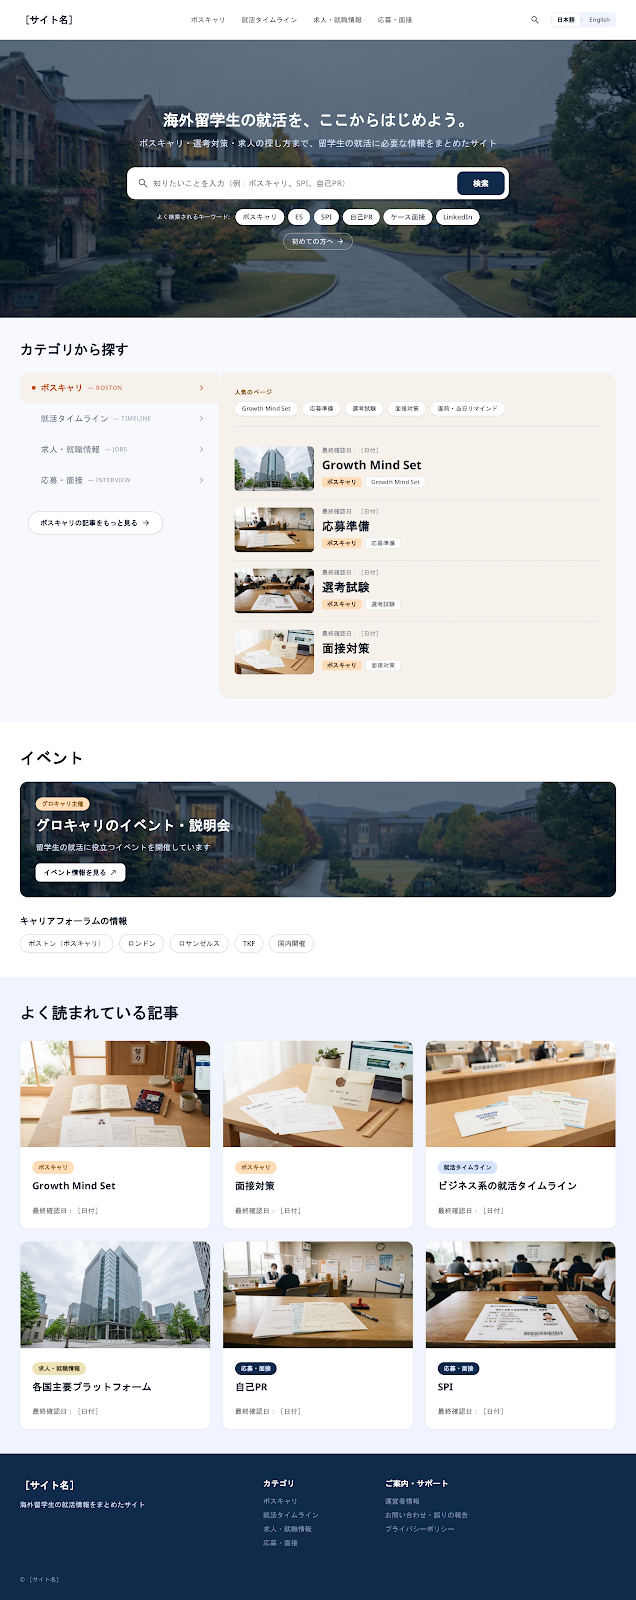 ［サイト名］
ボスキャリ
就活タイムライン
求人・就職情報
応募・面接
日本語 / English
海外留学生の就活を、ここからはじめよう。
ボスキャリ・選考対策・求人の探し方まで、留学生の就活に必要な情報をまとめたサイト
知りたいことを入力（例：ボスキャリ、SPI、自己PR）
検索
よく検索されるキーワード:
ボスキャリ
ES
SPI
自己PR
ケース面接
LinkedIn
初めての方へ →
カテゴリから探す
ボスキャリ — BOSTON
就活タイムライン — TIMELINE
求人・就職情報 — JOBS
応募・面接 — INTERVIEW
ボスキャリの記事をもっと見る →
人気のページ
Growth Mind Set
応募準備
選考試験
面接対策
直前・当日リマインド
最終確認日：［日付］
Growth Mind Set
ボスキャリ
Growth Mind Set
最終確認日：［日付］
応募準備
ボスキャリ
応募準備
最終確認日：［日付］
選考試験
ボスキャリ
選考試験
最終確認日：［日付］
面接対策
ボスキャリ
面接対策
イベント
グロキャリ主催
グロキャリのイベント・説明会
留学生の就活に役立つイベントを開催しています
イベント情報を見る ↗
キャリアフォーラムの情報
ボストン（ボスキャリ）
ロンドン
ロサンゼルス
TKF
国内開催
よく読まれている記事
努力
ボスキャリ
Growth Mind Set
最終確認日：［日付］
ボスキャリ
面接対策
最終確認日：［日付］
就活タイムライン
ビジネス系の就活タイムライン
最終確認日：［日付］
求人・就職情報
各国主要プラットフォーム
最終確認日：［日付］
応募・面接
自己PR
最終確認日：［日付］
応募・面接
SPI
最終確認日：［日付］
［サイト名］
海外留学生の就活情報をまとめたサイト
カテゴリ
ボスキャリ
就活タイムライン
求人・就職情報
応募・面接
ご案内・サポート
運営者情報
お問い合わせ・誤りの報告
プライバシーポリシー
© ［サイト名］